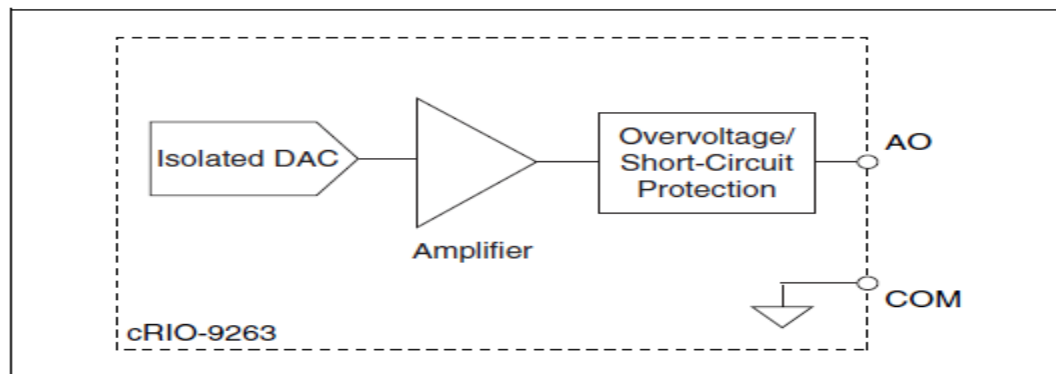 Isolated DAC
Amplifier
Overvoltage/
Short-Circuit
Protection
AO
COM
cRIO-9263